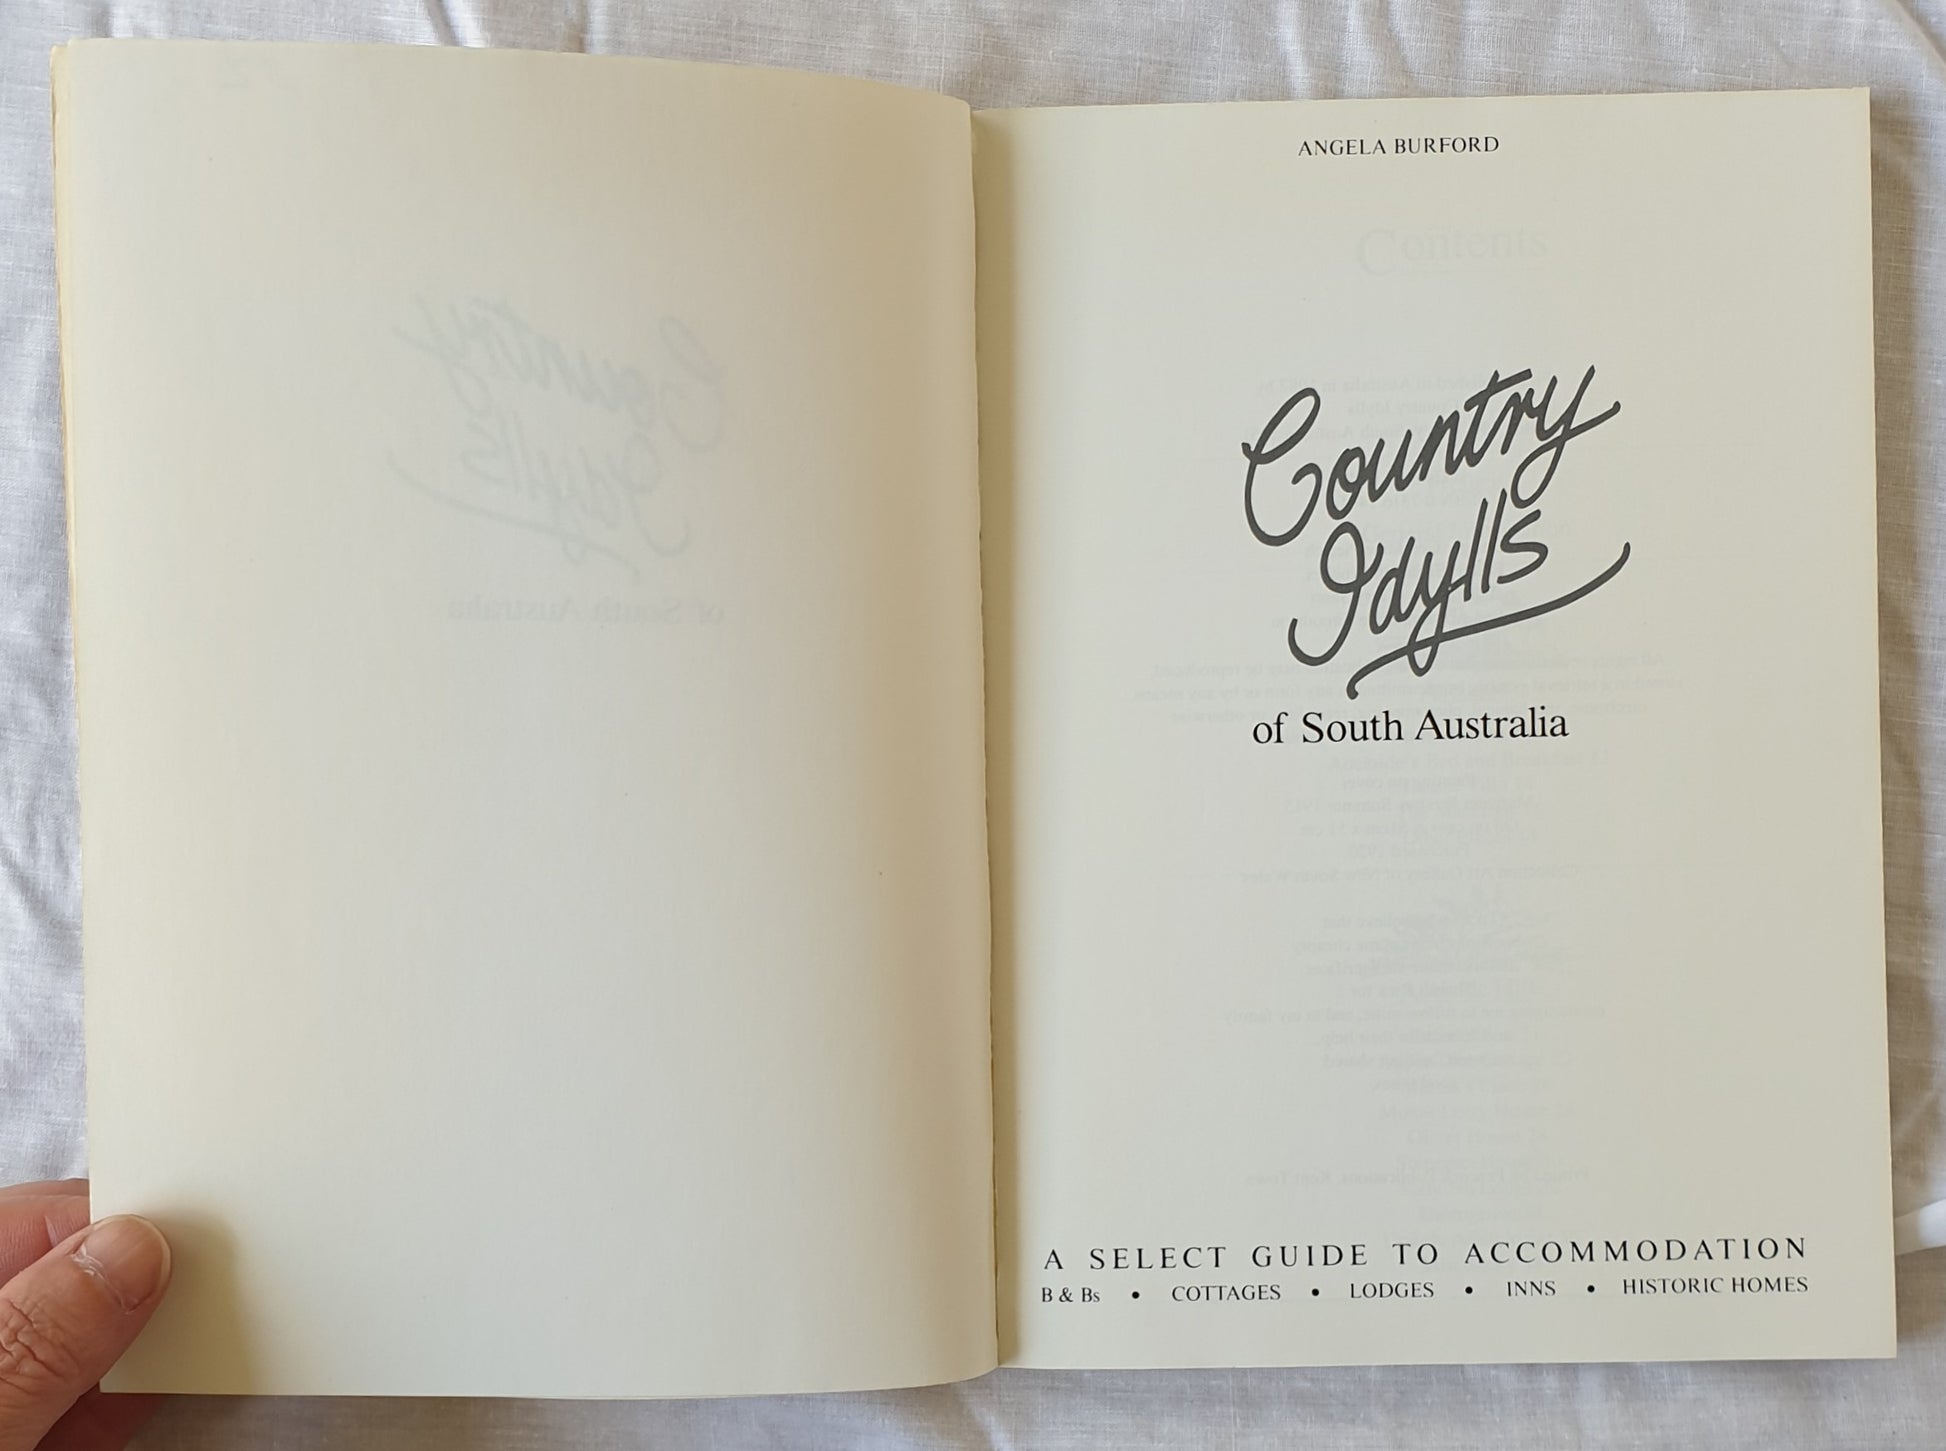 ANGELA BURFORD
Country
Idylls
of South Australia
A SELECT GUIDE TO ACCOMMODATION
B & Bs • COTTAGES • LODGES • INNS • HISTORIC HOMES